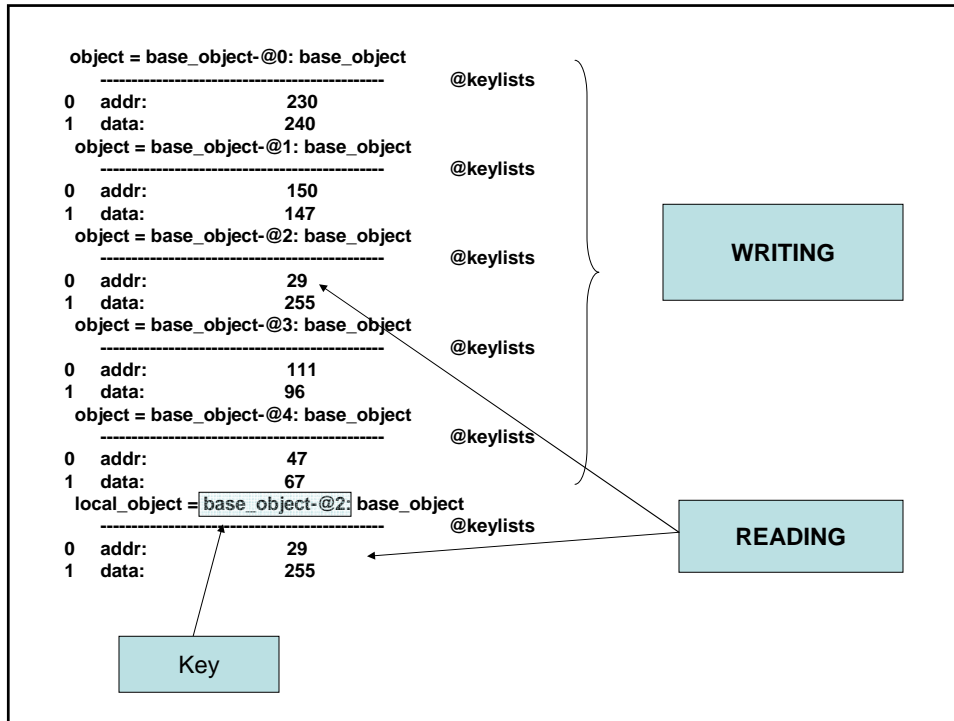 object = base_object-@0: base_object
---------------------------------------------- @keylists
0 addr: 230
1 data: 240
object = base_object-@1: base_object
---------------------------------------------- @keylists
0 addr: 150
1 data: 147
object = base_object-@2: base_object
---------------------------------------------- @keylists
0 addr: 29
1 data: 255
object = base_object-@3: base_object
---------------------------------------------- @keylists
0 addr: 111
1 data: 96
object = base_object-@4: base_object
---------------------------------------------- @keylists
0 addr: 47
1 data: 67
local_object = base_object-@2: base_object
---------------------------------------------- @keylists
0 addr: 29
1 data: 255
WRITING
READING
Key